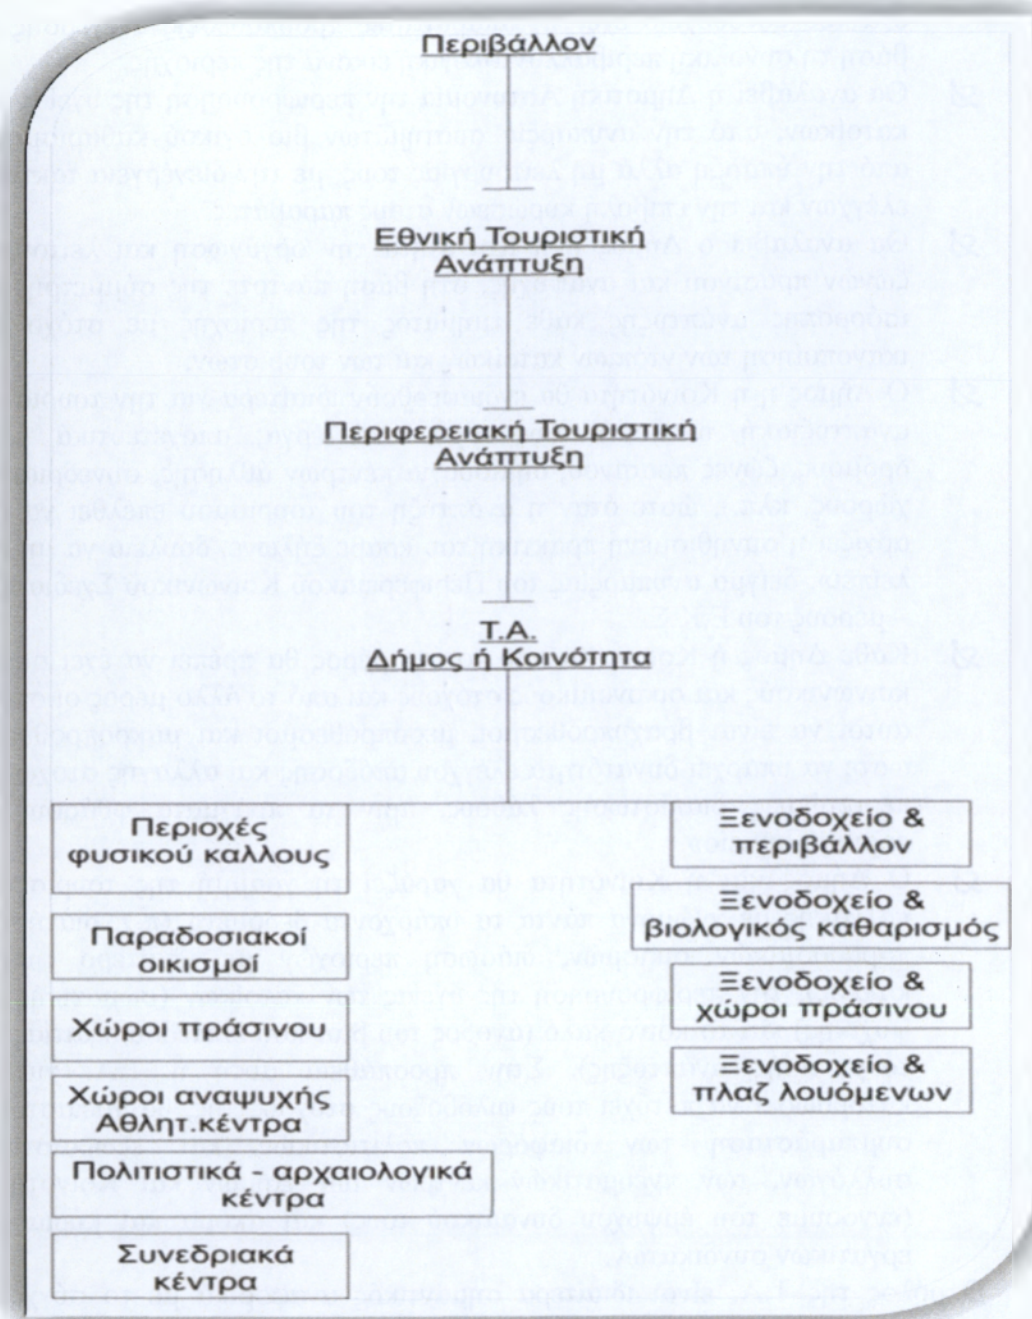 Περιβάλλον
Εθνική Τουριστική
Ανάπτυξη
Περιφερειακή Τουριστική
Ανάπτυξη
Τ.Α.
Δήμος ή Κοινότητα
Περιοχές
φυσικού κάλλους
Παραδοσιακοί
οικισμοί
Χώροι πράσινου
Χώροι αναψυχής
Αθλητ.κέντρα
Πολιτιστικά - αρχαιολογικά
κέντρα
Συνεδριακά
κέντρα
Ξενοδοχείο &
περιβάλλον
Ξενοδοχείο &
βιολογικός καθαρισμός
Ξενοδοχείο &
χώροι πράσινου
Ξενοδοχείο &
πλαζ λουόμενων